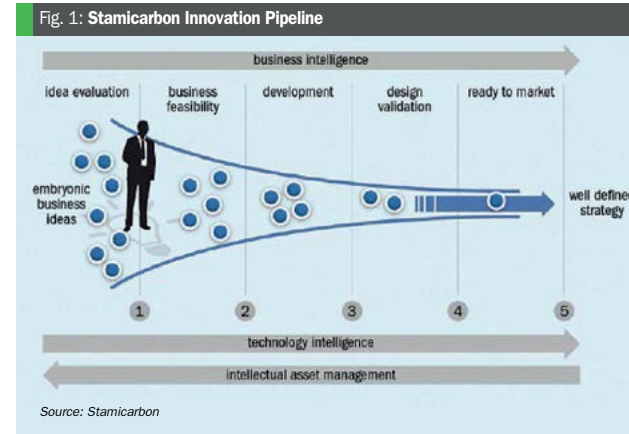 Fig. 1: Stamicarbon Innovation Pipeline
business intelligence
idea evaluation
business
feasibility
development
design
validation
ready to market
embryonic
business
ideas
well define
strategy
1
2
3
4
5
technology intelligence
intellectual asset management
Source: Stamicarbon